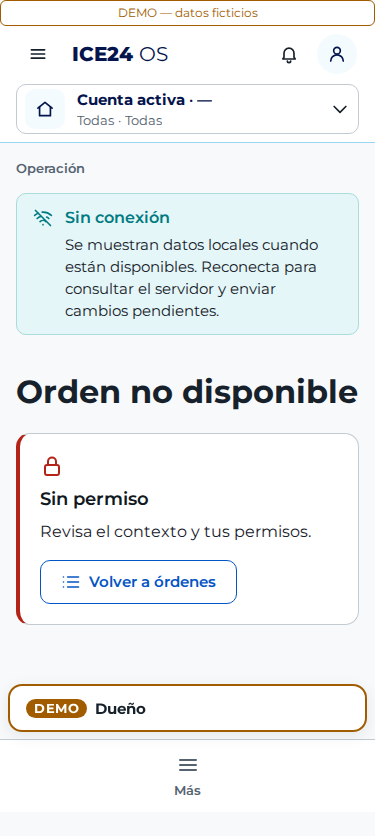 DEMO — datos ficticios
ICE24 OS
Cuenta activa · —
Todas · Todas
Operación
Sin conexión
Se muestran datos locales cuando
están disponibles. Reconecta para
consultar el servidor y enviar
cambios pendientes.
Orden no disponible
Sin permiso
Revisa el contexto y tus permisos.
Volver a órdenes
DEMO Dueño
Más